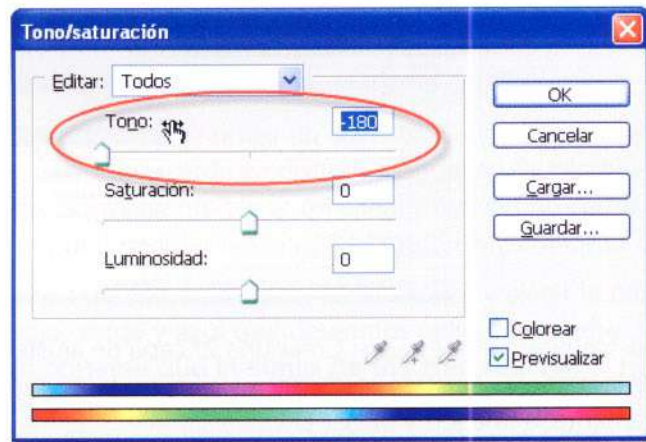 Tono/saturación
Editar: Todos
Tono: -180
Saturación: 0
Luminosidad: 0
OK
Cancelar
Cargar...
Guardar...
Colorear
Previsualizar